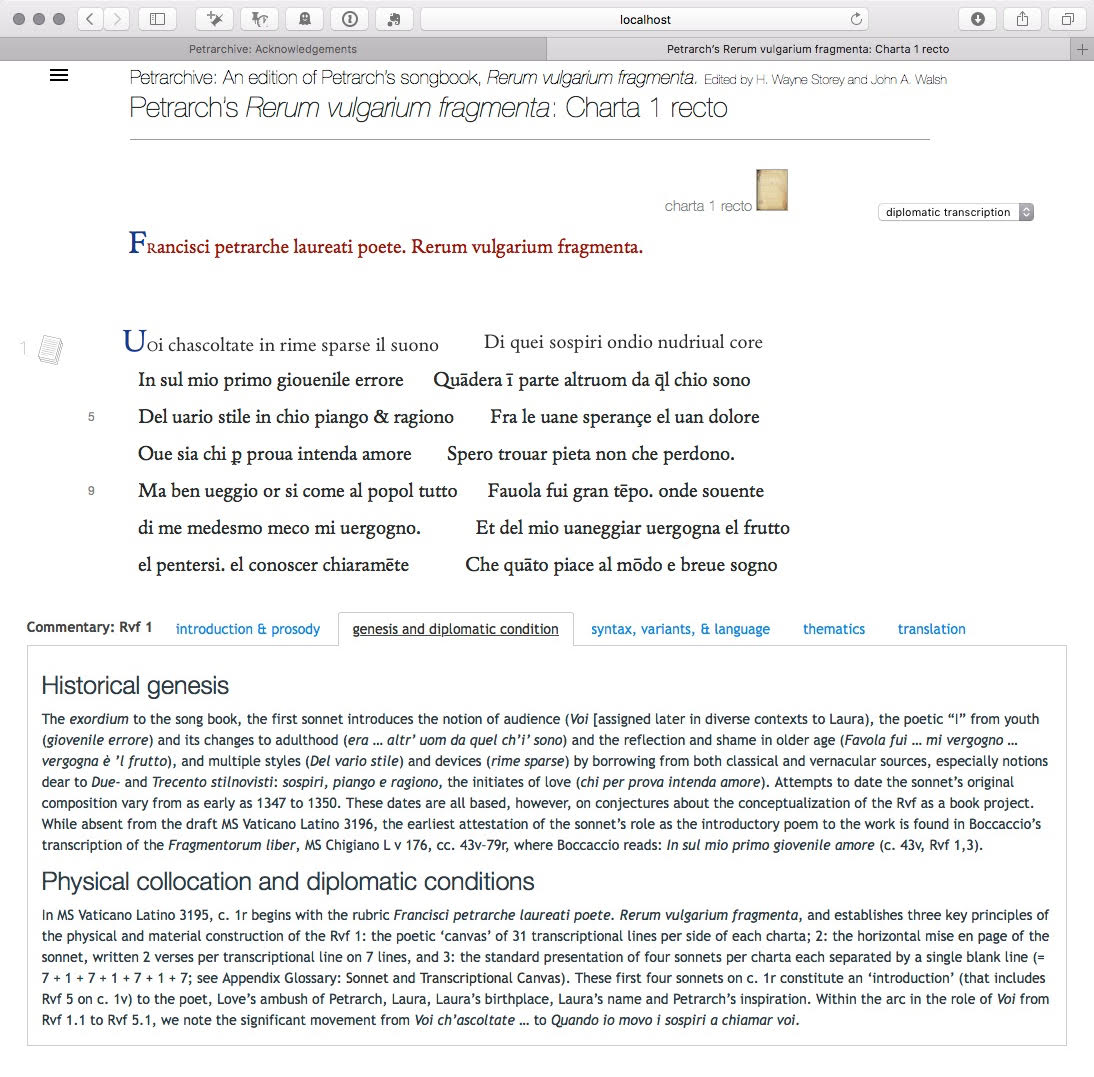 localhost
Petrarchive: Acknowledgements
Petrarch's Rerum vulgarium fragmenta: Charta 1 recto
Petrarchive: An edition of Petrarch's songbook, Rerum vulgarium fragmenta. Edited by H. Wayne Storey and John A. Walsh
Petrarch's Rerum vulgarium fragmenta: Charta 1 recto
charta 1 recto
diplomatic transcription
Francisci petrarche laureati poete. Rerum vulgarium fragmenta.
1
Uoi chascoltate in rime sparse il suono Di quei sospiri ondio nudriual core
In sul mio primo giouenile errore Quādera ī parte altruom da q̄l chio sono
5 Del uario stile in chio piango & ragiono Fra le uane sperançe el uan dolore
Oue sia chi ꝑ proua intenda amore Spero trouar pieta non che perdono.
9 Ma ben ueggio or si come al popol tutto Fauola fui gran tēpo. onde souente
di me medesmo meco mi uergogno. Et del mio uaneggiar uergogna el frutto
el pentersi. el conoscer chiaramēte Che quāto piace al mōdo e breue sogno
Commentary: Rvf 1 introduction & prosody genesis and diplomatic condition syntax, variants, & language thematics translation
Historical genesis
The exordium to the song book, the first sonnet introduces the notion of audience (Voi [assigned later in diverse contexts to Laura), the poetic “I” from youth
(giovenile errore) and its changes to adulthood (era ... altr' uom da quel ch'i' sono) and the reflection and shame in older age (Favola fui ... mi vergogno ...
vergogna è 'l frutto), and multiple styles (Del vario stile) and devices (rime sparse) by borrowing from both classical and vernacular sources, especially notions
dear to Due- and Trecento stilnovisti: sospiri, piango e ragiono, the initiates of love (chi per prova intenda amore). Attempts to date the sonnet's original
composition vary from as early as 1347 to 1350. These dates are all based, however, on conjectures about the conceptualization of the Rvf as a book project.
While absent from the draft MS Vaticano Latino 3196, the earliest attestation of the sonnet's role as the introductory poem to the work is found in Boccaccio's
transcription of the Fragmentorum liber, MS Chigiano L v 176, cc. 43v-79r, where Boccaccio reads: In sul mio primo giovenile amore (c. 43v, Rvf 1,3).
Physical collocation and diplomatic conditions
In MS Vaticano Latino 3195, c. 1r begins with the rubric Francisci petrarche laureati poete. Rerum vulgarium fragmenta, and establishes three key principles of
the physical and material construction of the Rvf 1: the poetic 'canvas' of 31 transcriptional lines per side of each charta; 2: the horizontal mise en page of the
sonnet, written 2 verses per transcriptional line on 7 lines, and 3: the standard presentation of four sonnets per charta each separated by a single blank line (=
7 + 1 + 7 + 1 + 7 + 1 + 7; see Appendix Glossary: Sonnet and Transcriptional Canvas). These first four sonnets on c. 1r constitute an 'introduction' (that includes
Rvf 5 on c. 1v) to the poet, Love's ambush of Petrarch, Laura, Laura's birthplace, Laura's name and Petrarch's inspiration. Within the arc in the role of Voi from
Rvf 1.1 to Rvf 5.1, we note the significant movement from Voi ch'ascoltate ... to Quando io movo i sospiri a chiamar voi.